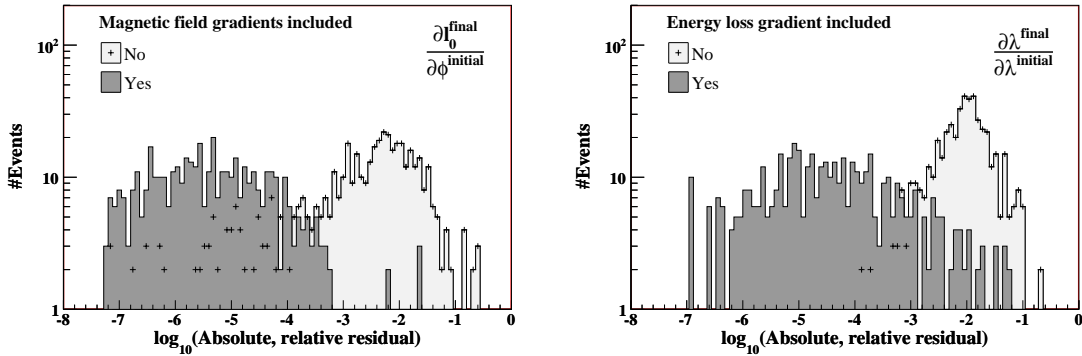 Magnetic field gradients included
No
Yes
∂l₀^final
∂ϕ^initial
10²
10
1
#Events
-8 -7 -6 -5 -4 -3 -2 -1 0
log₁₀(Absolute, relative residual)
Energy loss gradient included
No
Yes
∂λ^final
∂λ^initial
10²
10
1
#Events
-8 -7 -6 -5 -4 -3 -2 -1 0
log₁₀(Absolute, relative residual)